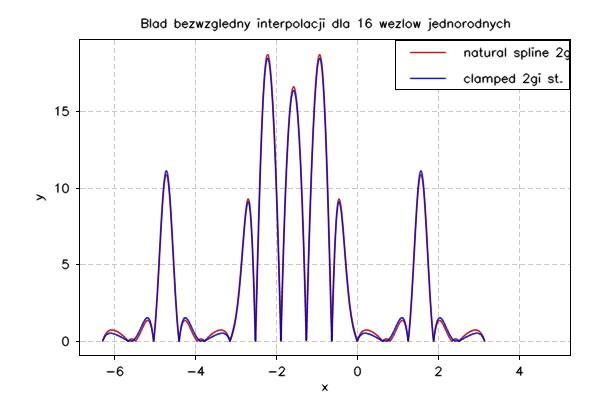 Blad bezwzgledny interpolacji dla 16 wezlow jednorodnych
natural spline 2g
clamped 2gi st.
15
10
5
0
y
−6 −4 −2 0 2 4
x